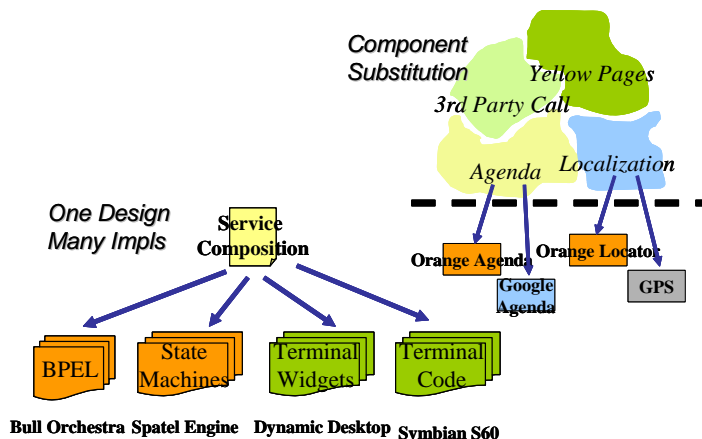 Component
Substitution
Yellow Pages
3rd Party Call
Agenda
Localization
One Design
Many Impls
Service
Composition
Orange Agenda
Orange Locator
Google
Agenda
GPS
BPEL
State
Machines
Terminal
Widgets
Terminal
Code
Bull Orchestra
Spatel Engine
Dynamic Desktop
Symbian S60